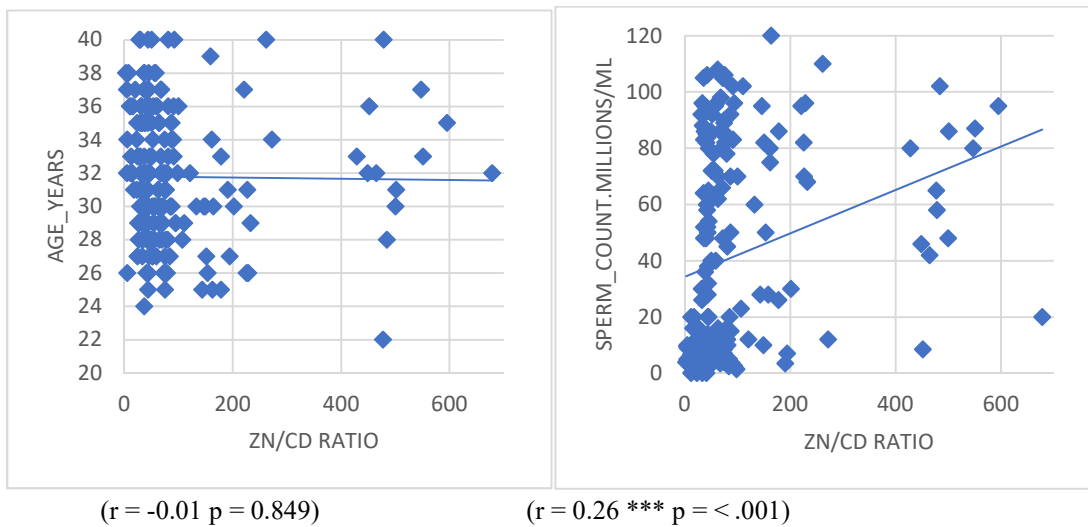 40
38
36
34
32
30
28
26
24
22
20
AGE_YEARS
0 200 400 600
ZN/CD RATIO
120
100
80
60
40
20
0
SPERM_COUNT.MILLIONS/ML
0 200 400 600
ZN/CD RATIO
(r = -0.01 p = 0.849) (r = 0.26 *** p = < .001)